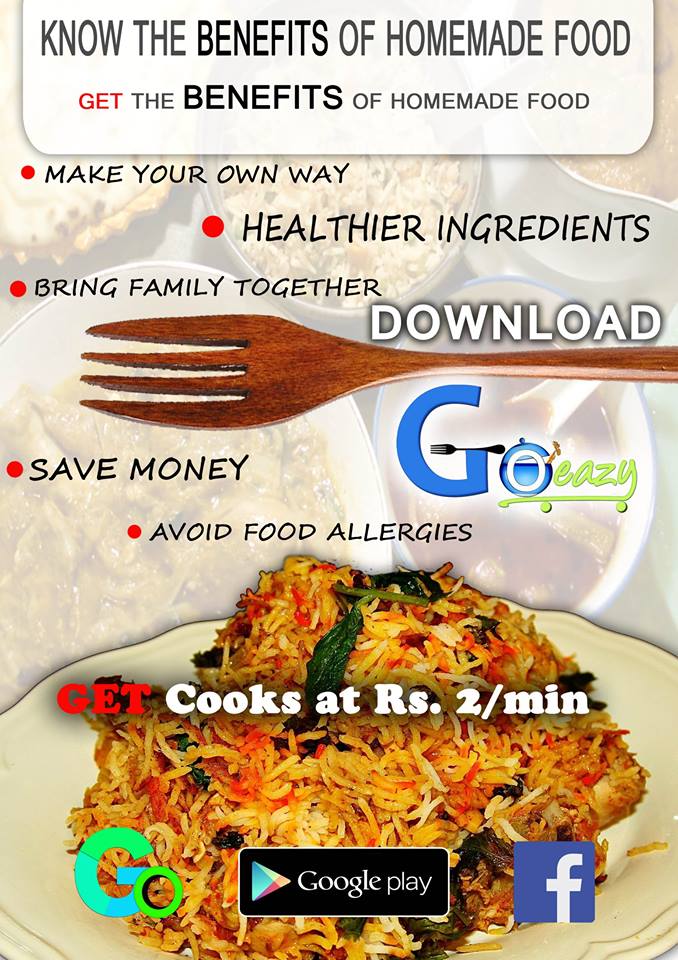 KNOW THE BENEFITS OF HOMEMADE FOOD
GET THE BENEFITS OF HOMEMADE FOOD
MAKE YOUR OWN WAY
HEALTHIER INGREDIENTS
BRING FAMILY TOGETHER
DOWNLOAD
Go eazy
SAVE MONEY
AVOID FOOD ALLERGIES
GET Cooks at Rs. 2/min
Go
Google play
f